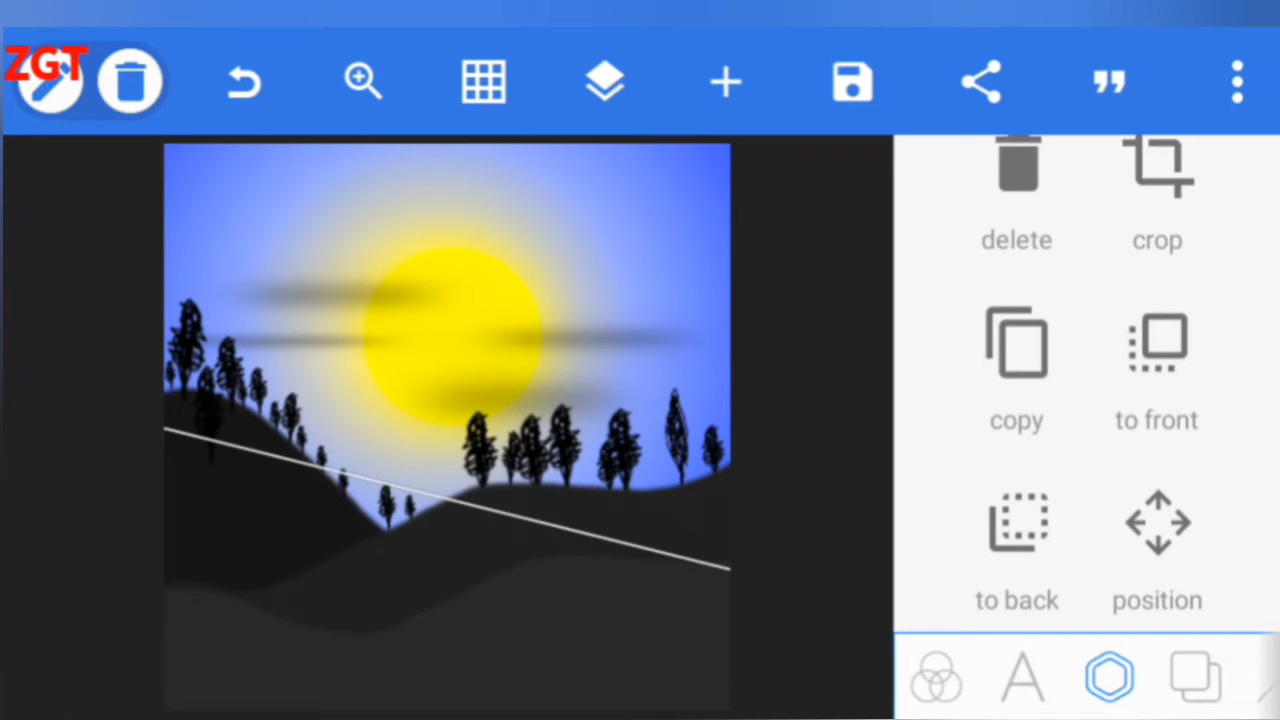 ZGT
delete
crop
copy
to front
to back
position